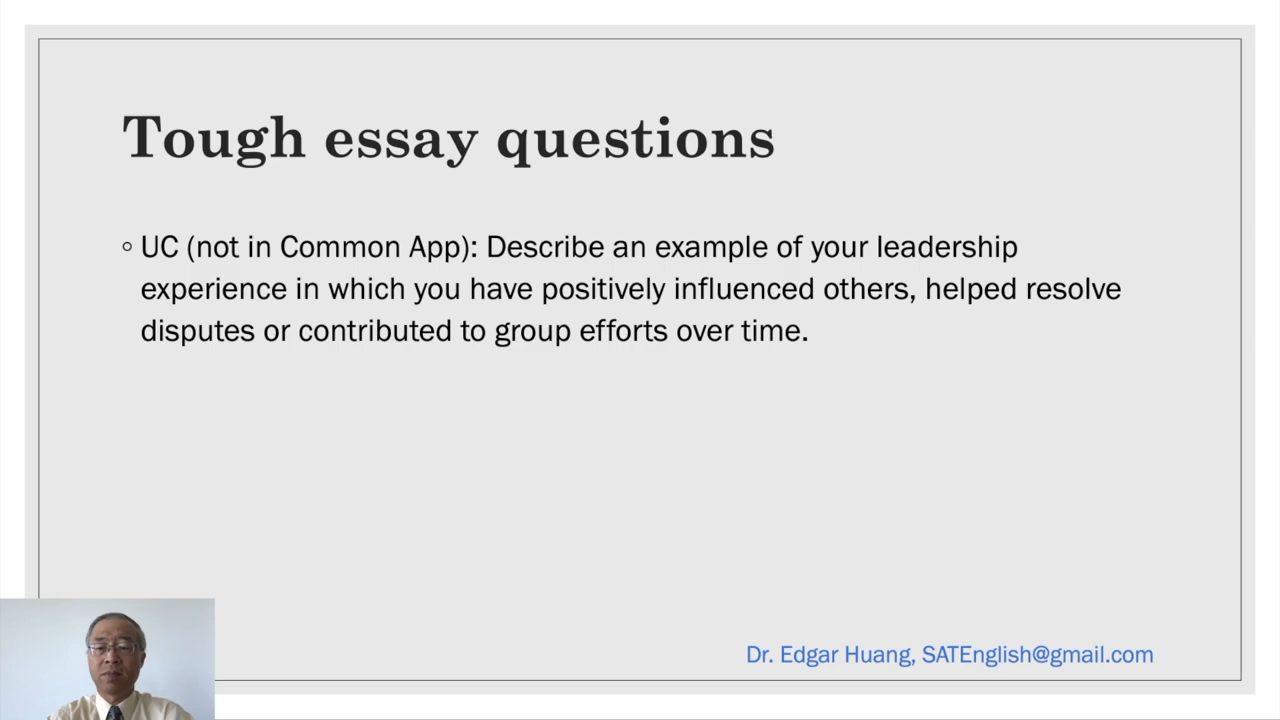 Tough essay questions
◦ UC (not in Common App): Describe an example of your leadership
experience in which you have positively influenced others, helped resolve
disputes or contributed to group efforts over time.
Dr. Edgar Huang, SATEnglish@gmail.com